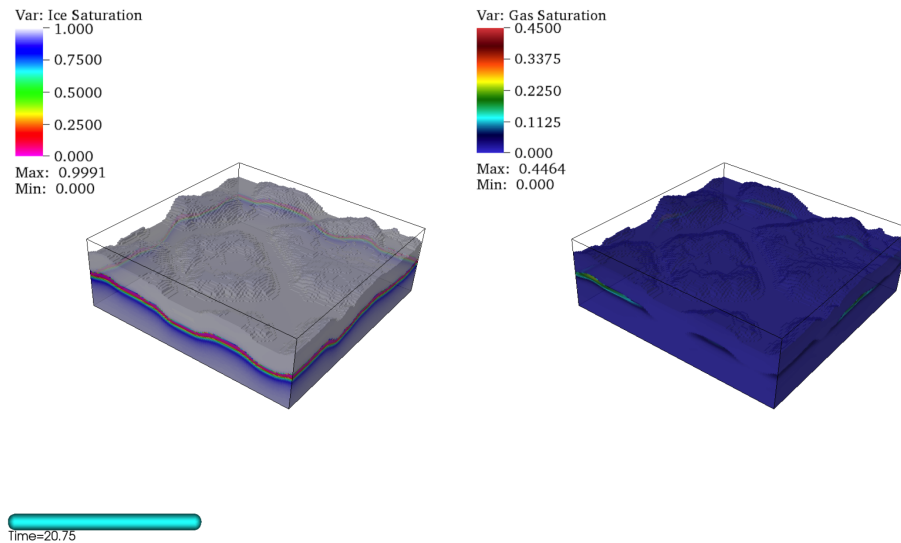 Var: Ice Saturation
1.000
0.7500
0.5000
0.2500
0.000
Max: 0.9991
Min: 0.000
Var: Gas Saturation
0.4500
0.3375
0.2250
0.1125
0.000
Max: 0.4464
Min: 0.000
Time=20.75